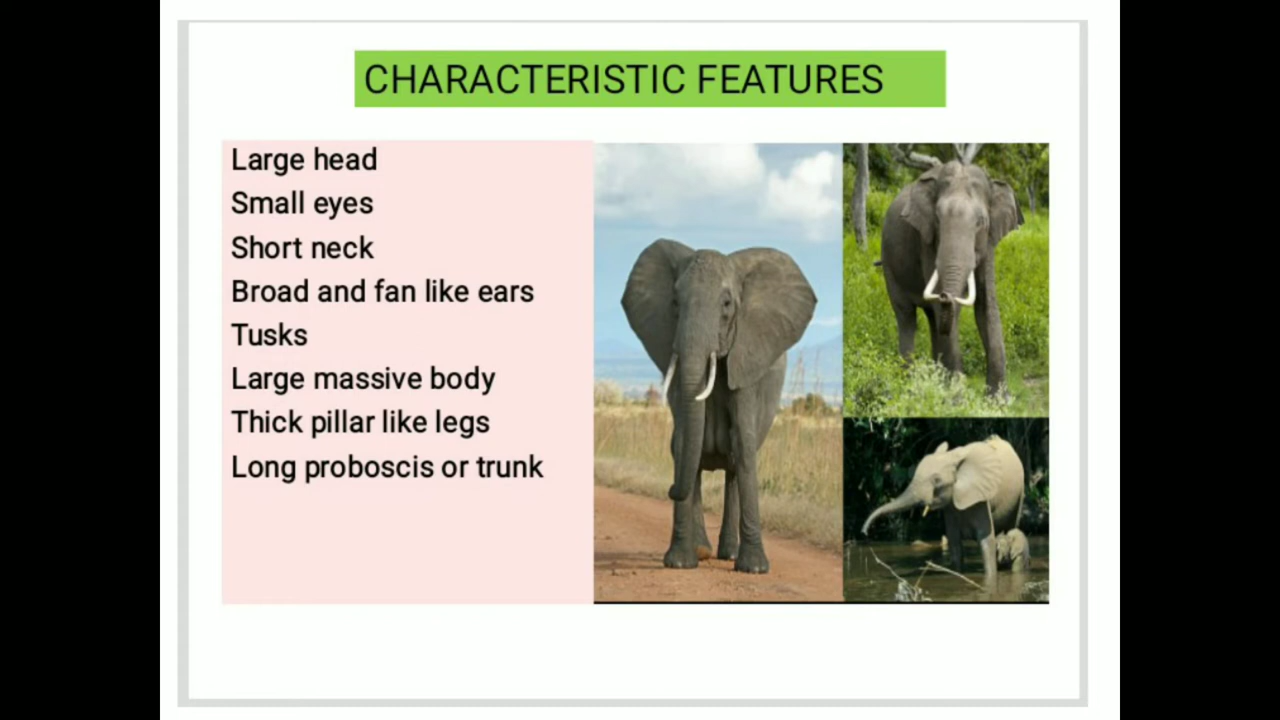 CHARACTERISTIC FEATURES
Large head
Small eyes
Short neck
Broad and fan like ears
Tusks
Large massive body
Thick pillar like legs
Long proboscis or trunk